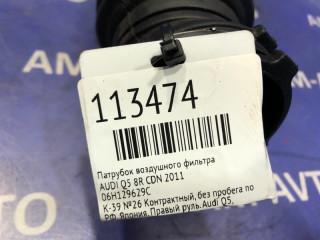 113474
Патрубок воздушного фильтра
AUDI Q5 8R CDN 2011
06H129629C
К-39 №26 Контрактный, без пробега по
РФ. Япония. Правый руль. Audi Q5,